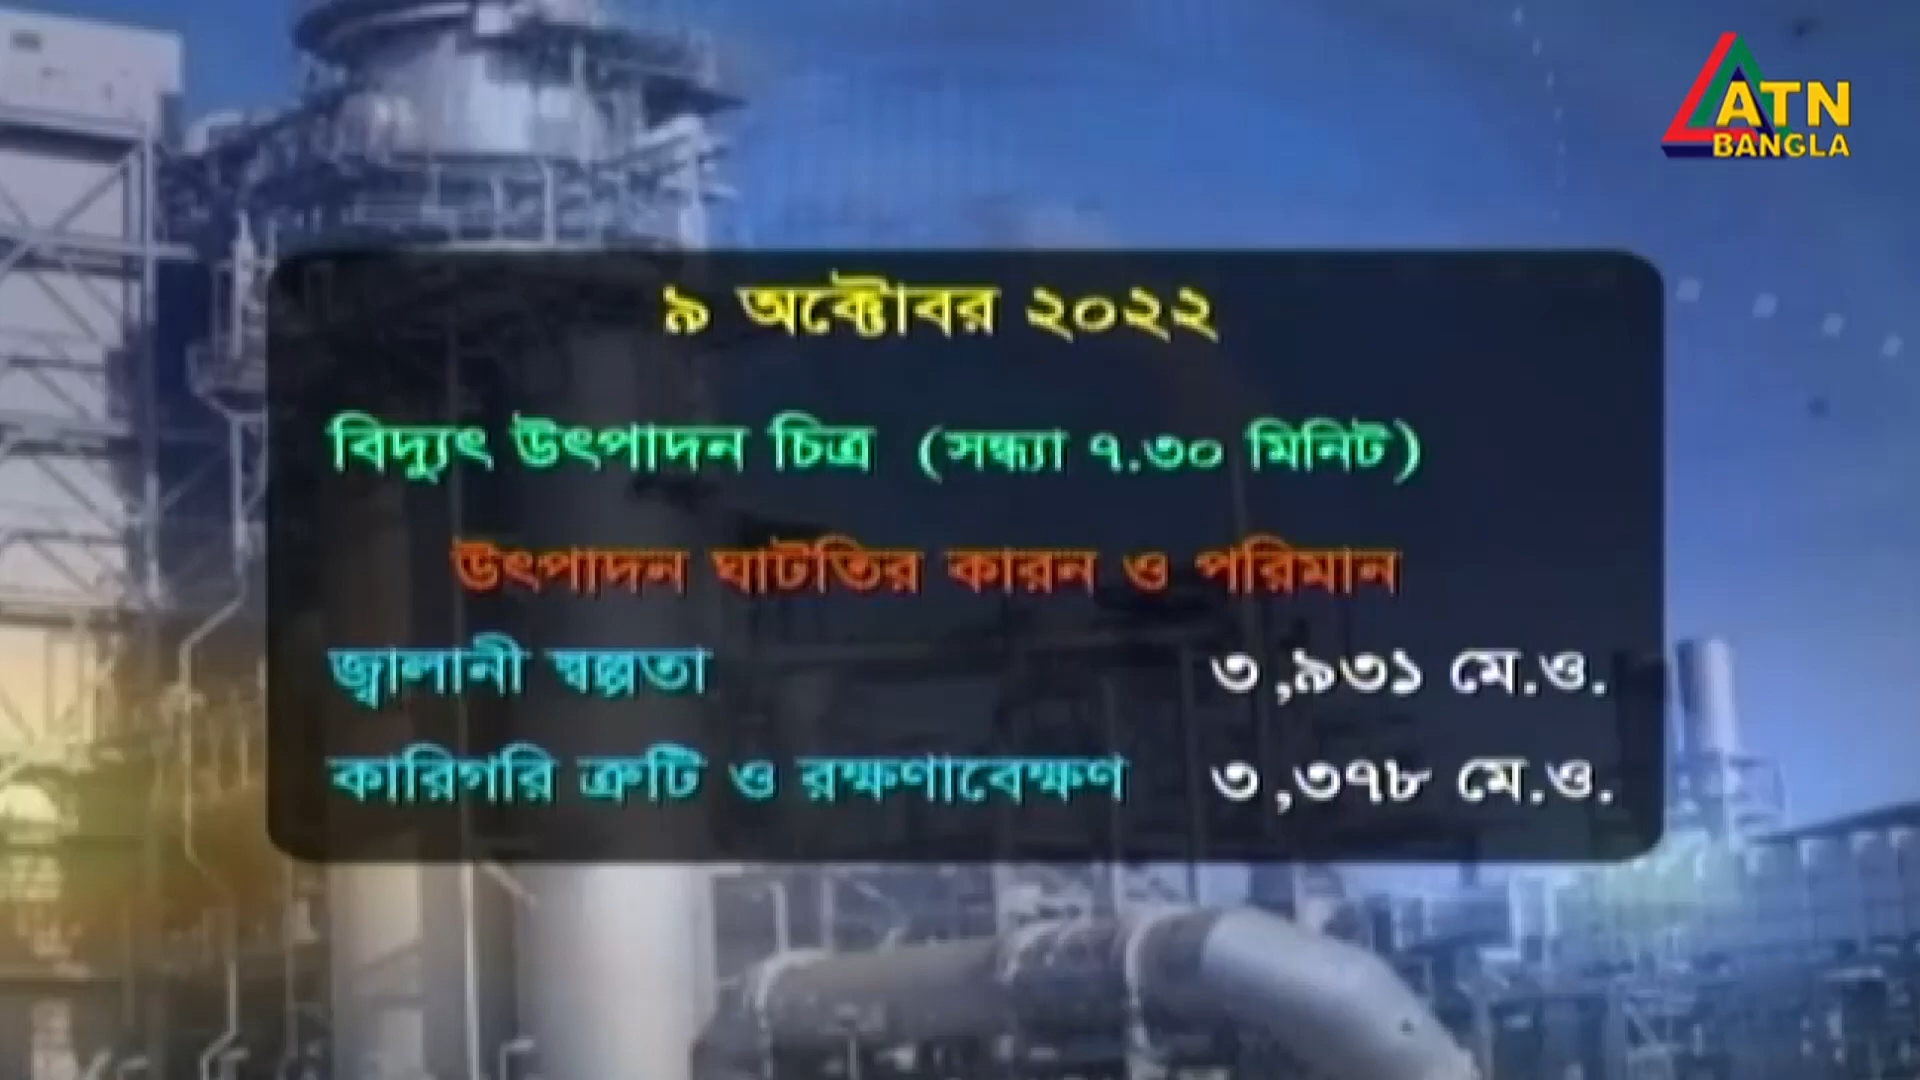 ATN
BANGLA
৯ অক্টোবর ২০২২
বিদ্যুৎ উৎপাদন চিত্র (সন্ধ্যা ৭.৩০ মিনিট)
উৎপাদন ঘাটতির কারন ও পরিমান
জ্বালানী স্বল্পতা ৩,৯৩১ মে.ও.
কারিগরি ত্রুটি ও রক্ষণাবেক্ষণ ৩,৩৭৮ মে.ও.